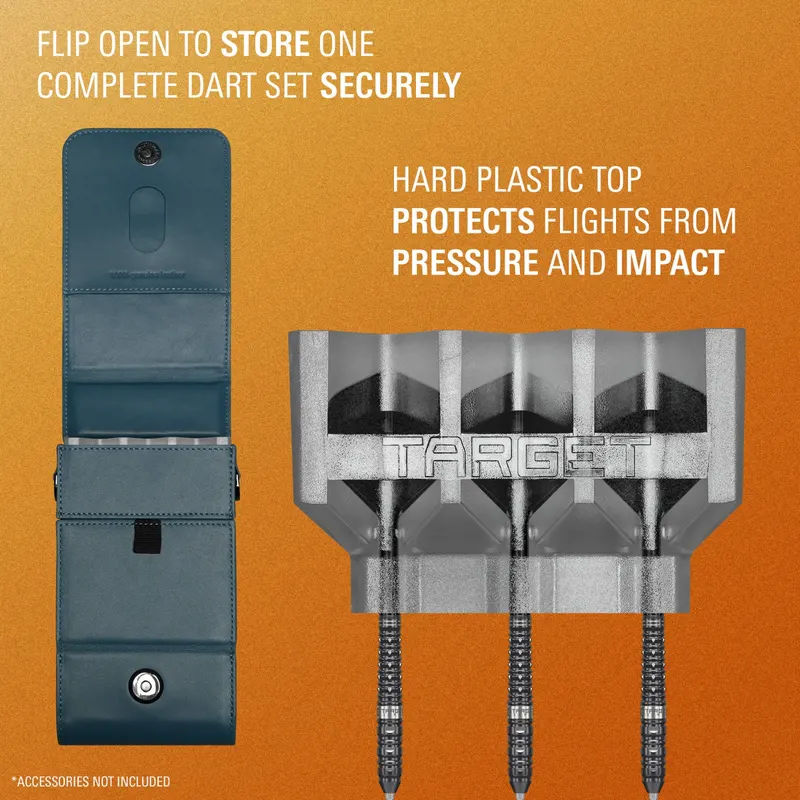 FLIP OPEN TO STORE ONE
COMPLETE DART SET SECURELY
HARD PLASTIC TOP
PROTECTS FLIGHTS FROM
PRESSURE AND IMPACT
TARGET
*ACCESSORIES NOT INCLUDED